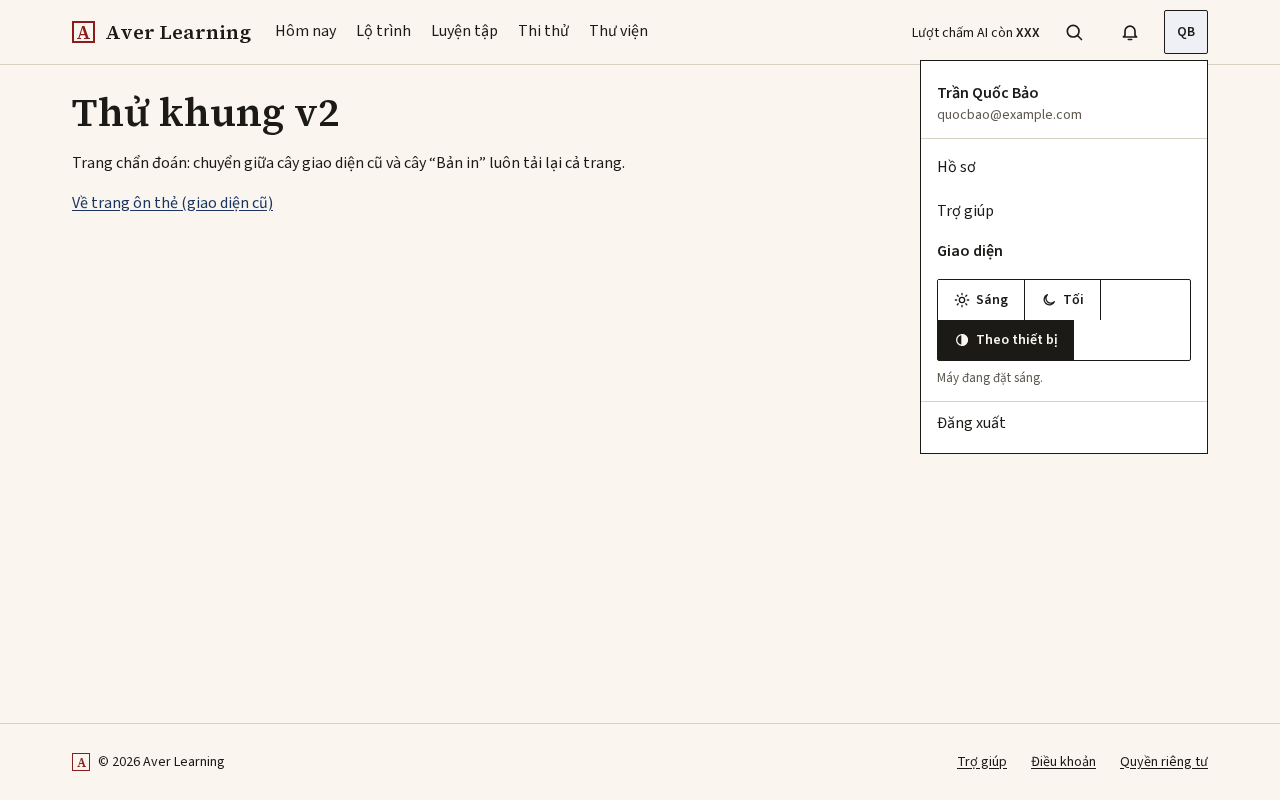 A Aver Learning Hôm nay Lộ trình Luyện tập Thi thử Thư viện Lượt chấm AI còn XXX QB
Thử khung v2
Trang chẩn đoán: chuyển giữa cây giao diện cũ và cây “Bản in” luôn tải lại cả trang.
Về trang ôn thẻ (giao diện cũ)
Trần Quốc Bảo
quocbao@example.com
Hồ sơ
Trợ giúp
Giao diện
Sáng Tối
Theo thiết bị
Máy đang đặt sáng.
Đăng xuất
A © 2026 Aver Learning Trợ giúp Điều khoản Quyền riêng tư